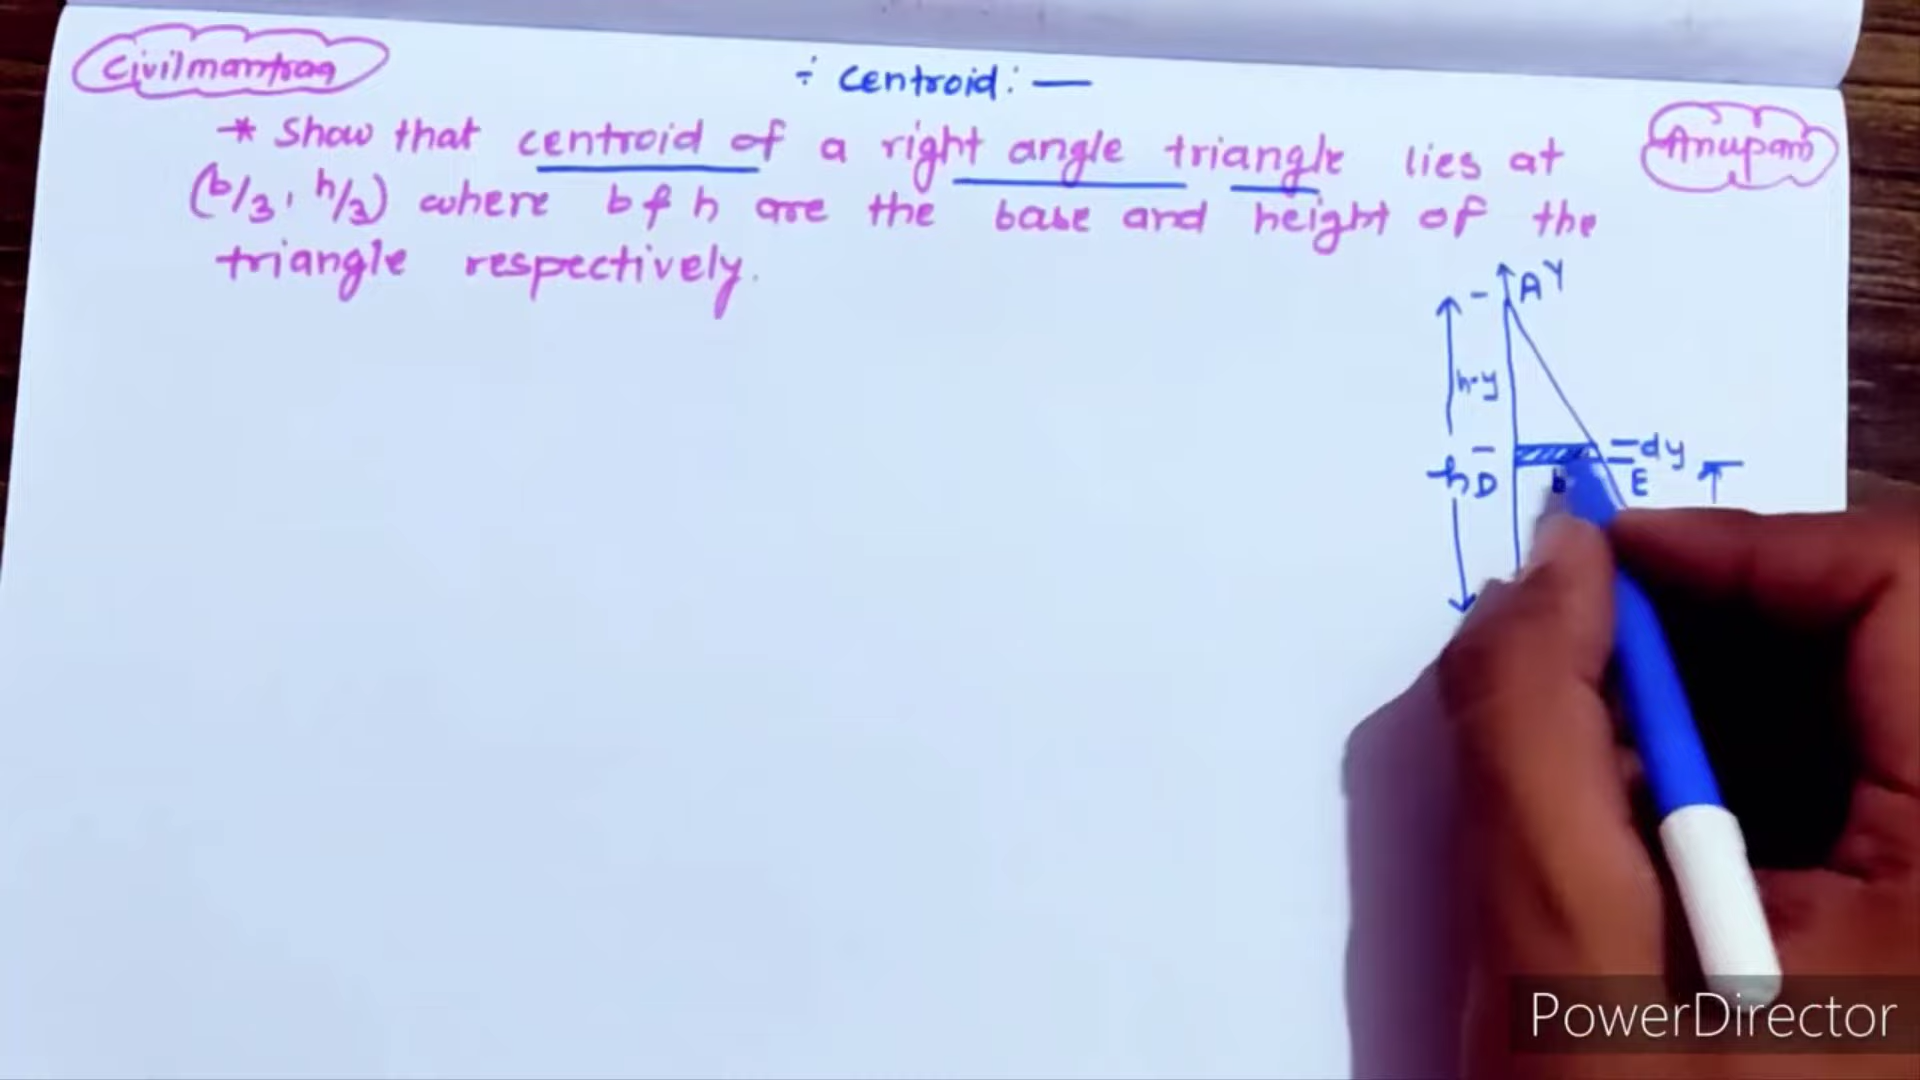 Civilmantraa
÷ Centroid: —
Anupam
* Show that centroid of a right angle triangle lies at
(b/3, h/3) where b & h are the base and height of the
triangle respectively.
A Y
h-y
dy
h D b E
PowerDirector